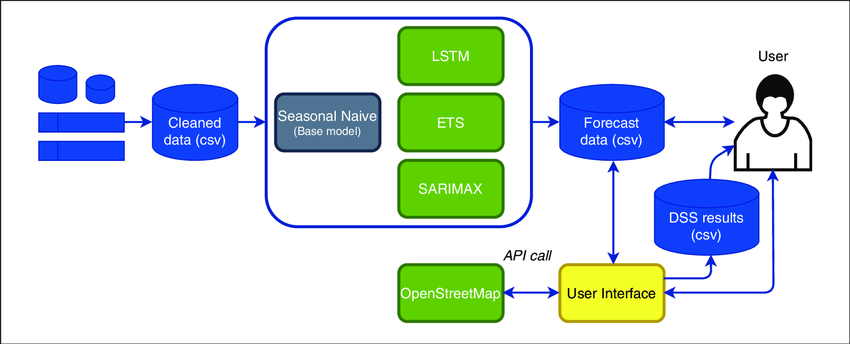 User
LSTM
Cleaned
data (csv)
Seasonal Naive
(Base model)
ETS
Forecast
data (csv)
SARIMAX
DSS results
(csv)
API call
OpenStreetMap
User Interface